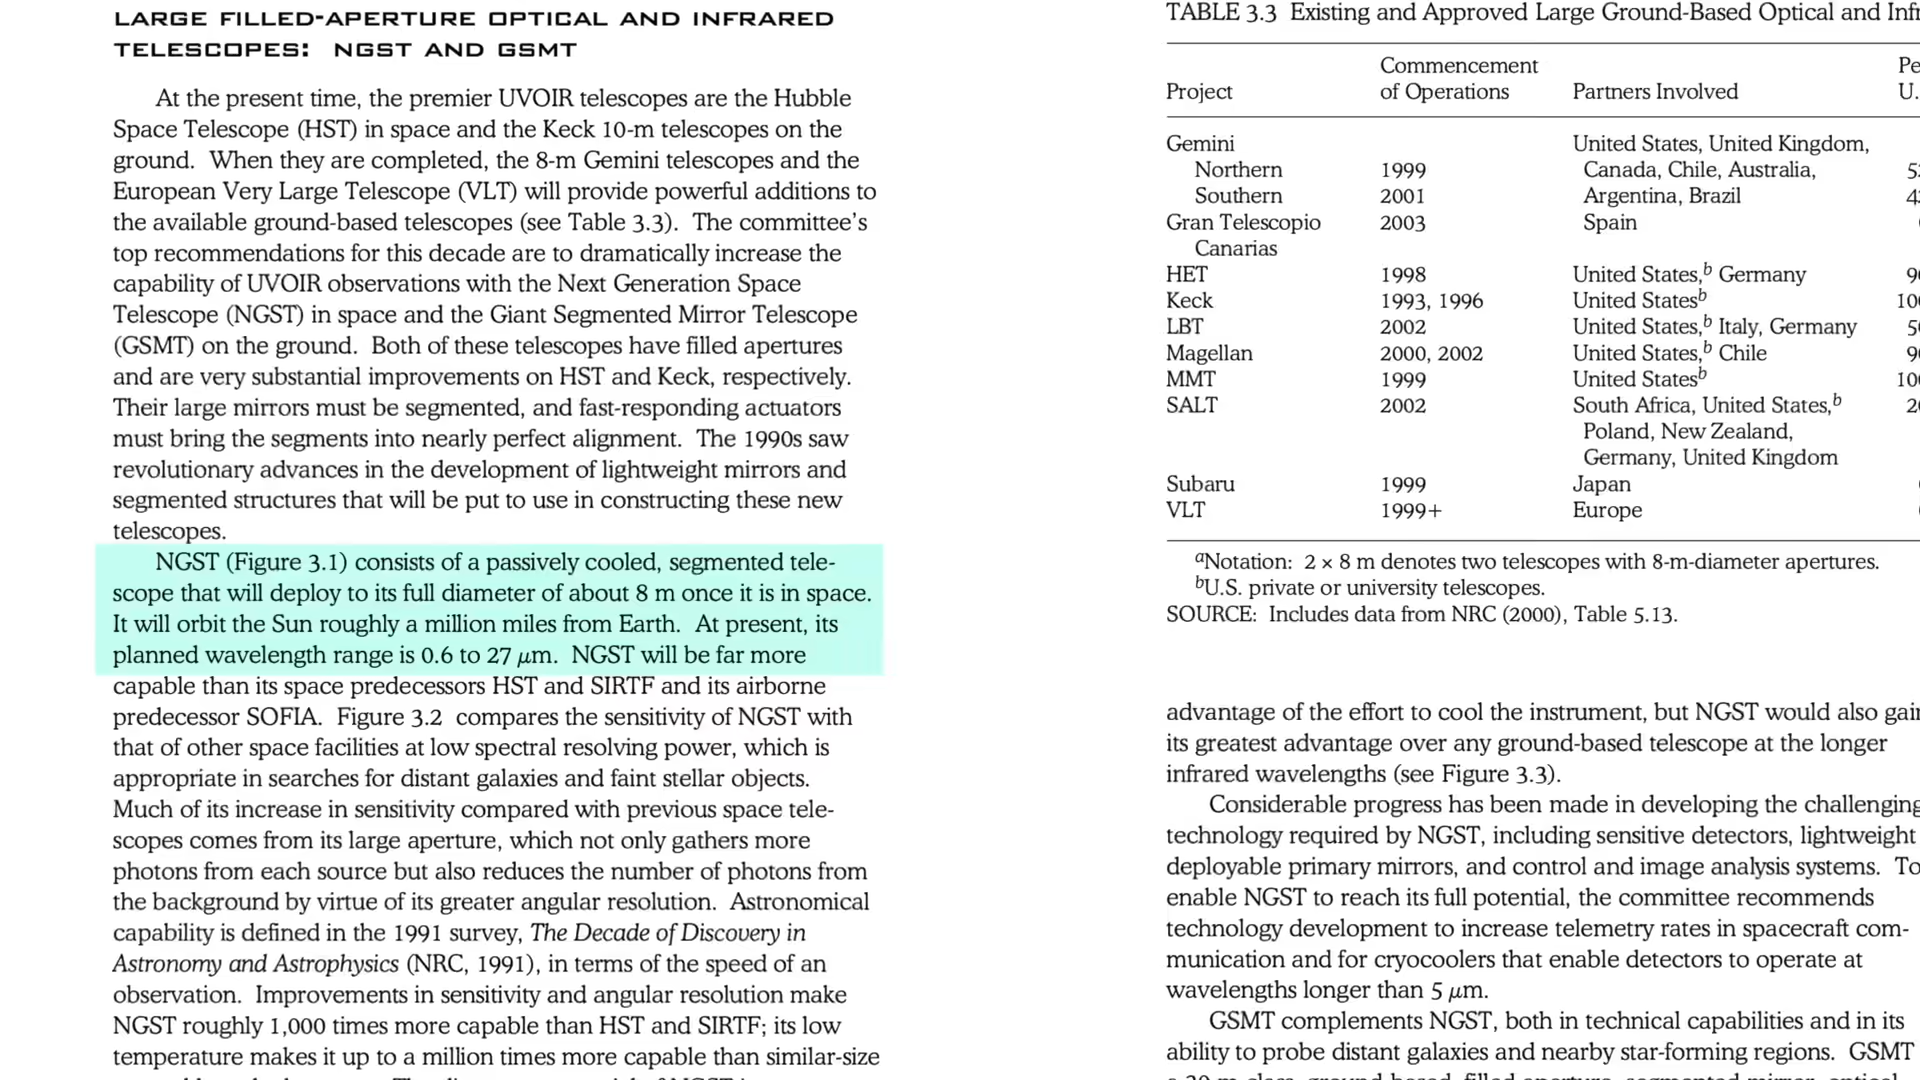 LARGE FILLED-APERTURE OPTICAL AND INFRARED
TELESCOPES: NGST AND GSMT
At the present time, the premier UVOIR telescopes are the Hubble
Space Telescope (HST) in space and the Keck 10-m telescopes on the
ground. When they are completed, the 8-m Gemini telescopes and the
European Very Large Telescope (VLT) will provide powerful additions to
the available ground-based telescopes (see Table 3.3). The committee's
top recommendations for this decade are to dramatically increase the
capability of UVOIR observations with the Next Generation Space
Telescope (NGST) in space and the Giant Segmented Mirror Telescope
(GSMT) on the ground. Both of these telescopes have filled apertures
and are very substantial improvements on HST and Keck, respectively.
Their large mirrors must be segmented, and fast-responding actuators
must bring the segments into nearly perfect alignment. The 1990s saw
revolutionary advances in the development of lightweight mirrors and
segmented structures that will be put to use in constructing these new
telescopes.
NGST (Figure 3.1) consists of a passively cooled, segmented tele-
scope that will deploy to its full diameter of about 8 m once it is in space.
It will orbit the Sun roughly a million miles from Earth. At present, its
planned wavelength range is 0.6 to 27 μm. NGST will be far more
capable than its space predecessors HST and SIRTF and its airborne
predecessor SOFIA. Figure 3.2 compares the sensitivity of NGST with
that of other space facilities at low spectral resolving power, which is
appropriate in searches for distant galaxies and faint stellar objects.
Much of its increase in sensitivity compared with previous space tele-
scopes comes from its large aperture, which not only gathers more
photons from each source but also reduces the number of photons from
the background by virtue of its greater angular resolution. Astronomical
capability is defined in the 1991 survey, The Decade of Discovery in
Astronomy and Astrophysics (NRC, 1991), in terms of the speed of an
observation. Improvements in sensitivity and angular resolution make
NGST roughly 1,000 times more capable than HST and SIRTF; its low
temperature makes it up to a million times more capable than similar-size
TABLE 3.3 Existing and Approved Large Ground-Based Optical and Infr
Commencement Pe
Project of Operations Partners Involved U.
Gemini United States, United Kingdom,
Northern 1999 Canada, Chile, Australia, 5
Southern 2001 Argentina, Brazil 4
Gran Telescopio 2003 Spain
Canarias
HET 1998 United States,b Germany 9
Keck 1993, 1996 United Statesb 10
LBT 2002 United States,b Italy, Germany 5
Magellan 2000, 2002 United States,b Chile 9
MMT 1999 United Statesb 10
SALT 2002 South Africa, United States,b 2
Poland, New Zealand,
Germany, United Kingdom
Subaru 1999 Japan
VLT 1999+ Europe
aNotation: 2 × 8 m denotes two telescopes with 8-m-diameter apertures.
bU.S. private or university telescopes.
SOURCE: Includes data from NRC (2000), Table 5.13.
advantage of the effort to cool the instrument, but NGST would also gain
its greatest advantage over any ground-based telescope at the longer
infrared wavelengths (see Figure 3.3).
Considerable progress has been made in developing the challenging
technology required by NGST, including sensitive detectors, lightweight
deployable primary mirrors, and control and image analysis systems. To
enable NGST to reach its full potential, the committee recommends
technology development to increase telemetry rates in spacecraft com-
munication and for cryocoolers that enable detectors to operate at
wavelengths longer than 5 μm.
GSMT complements NGST, both in technical capabilities and in its
ability to probe distant galaxies and nearby star-forming regions. GSMT